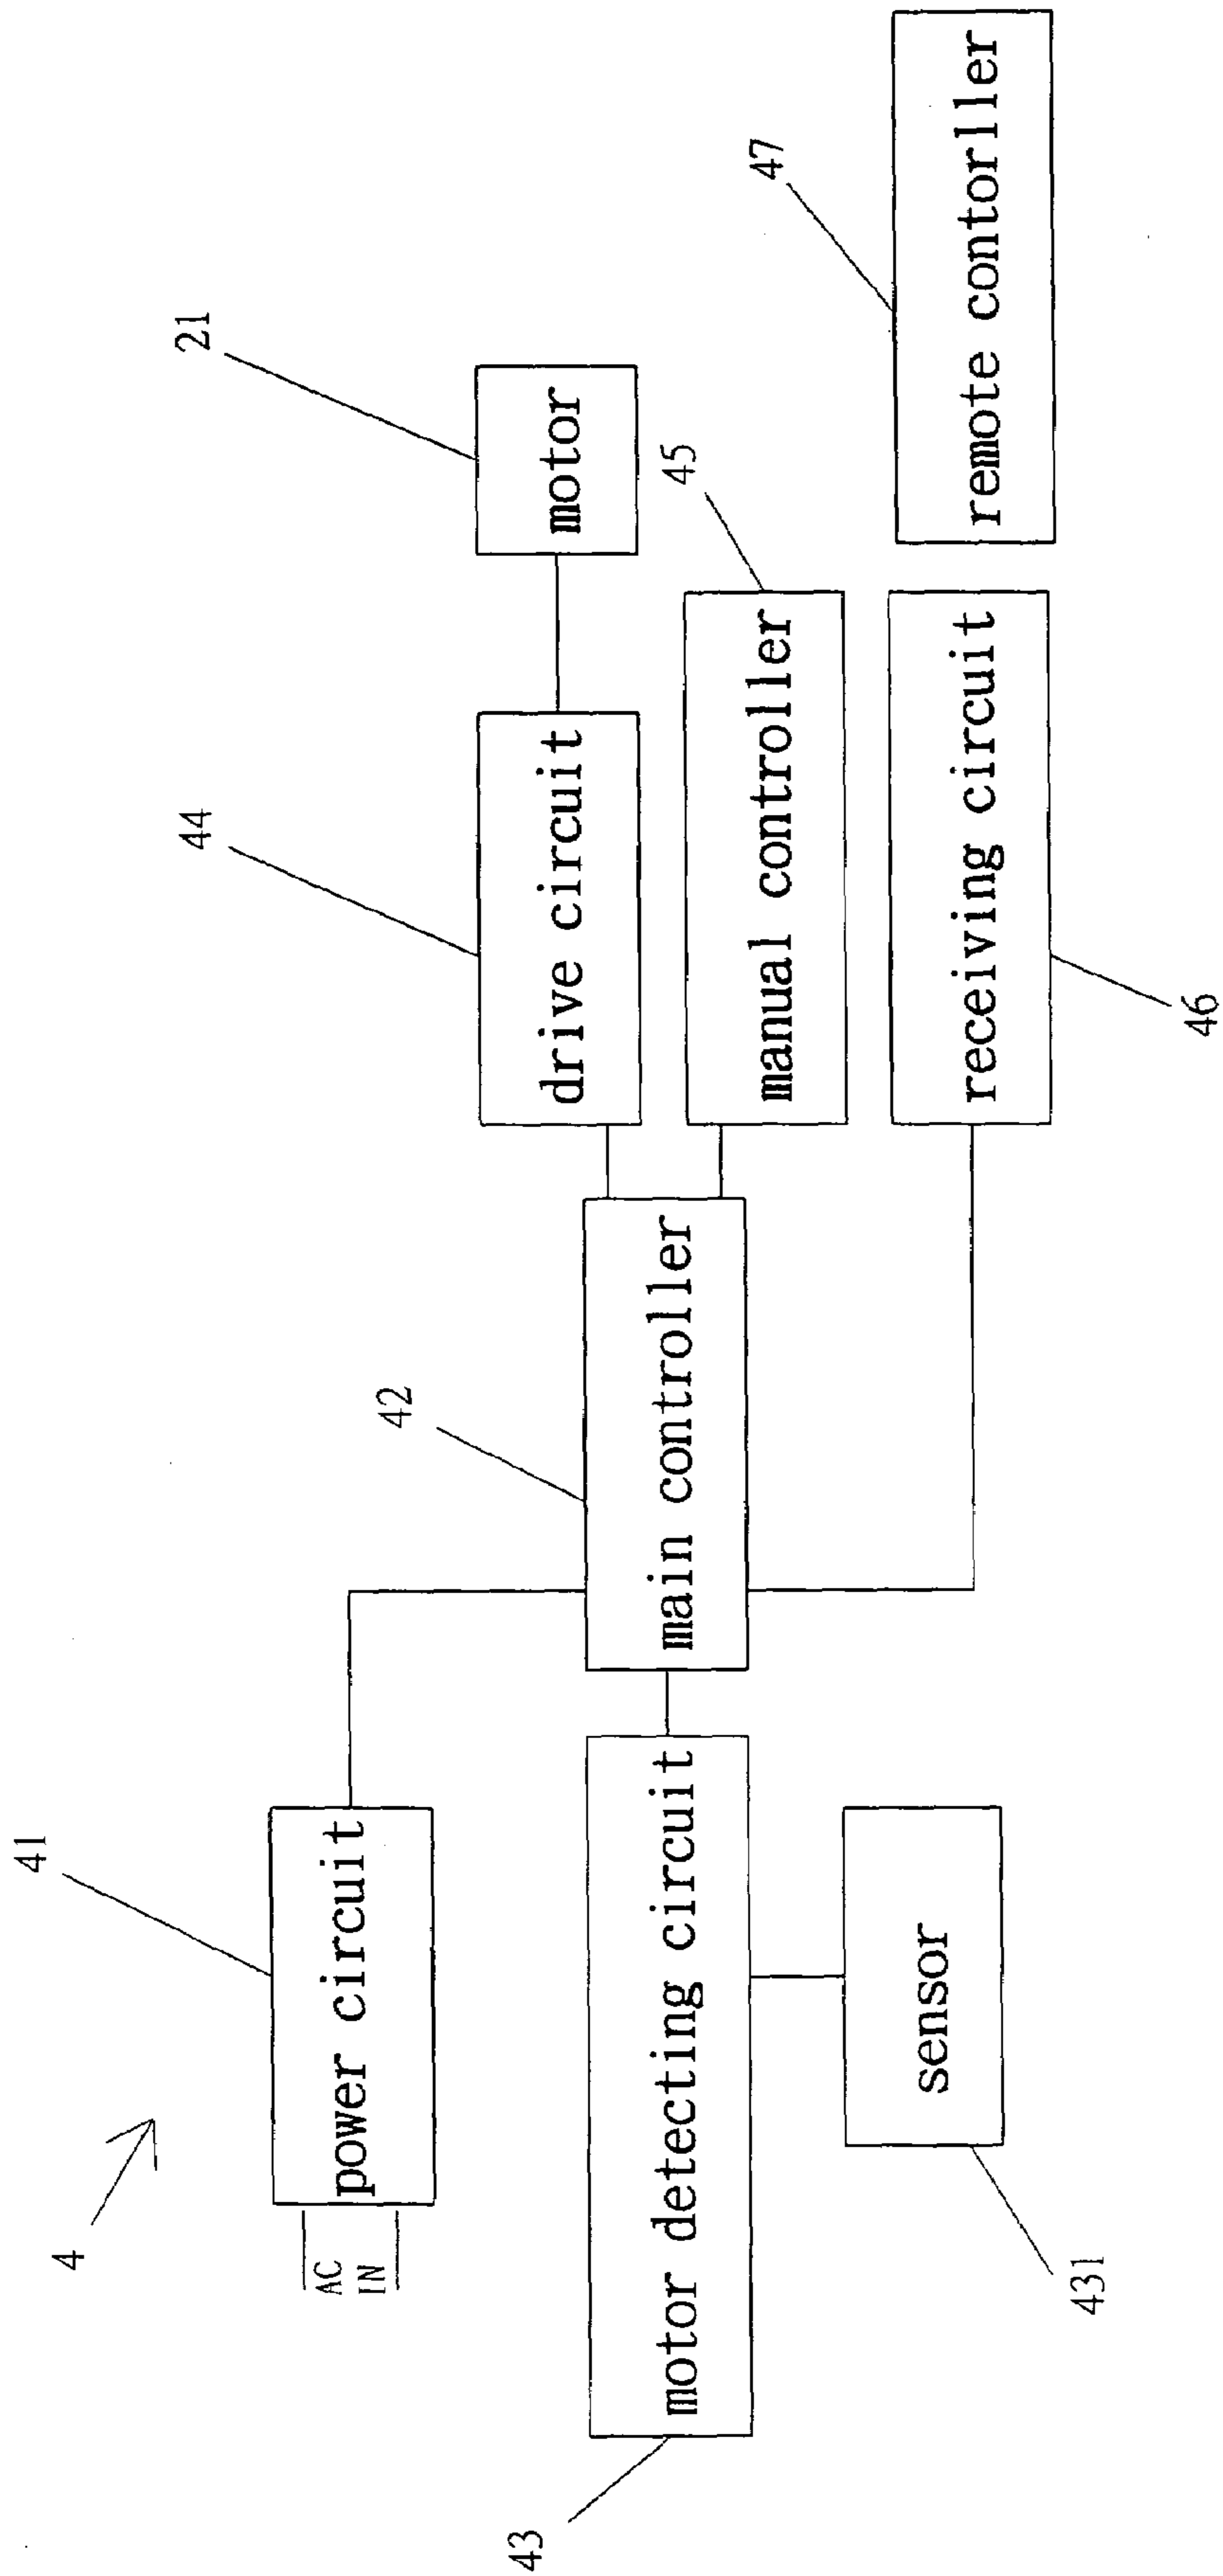 4
41
AC
IN
power circuit
42
44
21
drive circuit
motor
43
motor detecting circuit
main controller
manual controller
45
431
sensor
receiving circuit
46
remote contorller
47